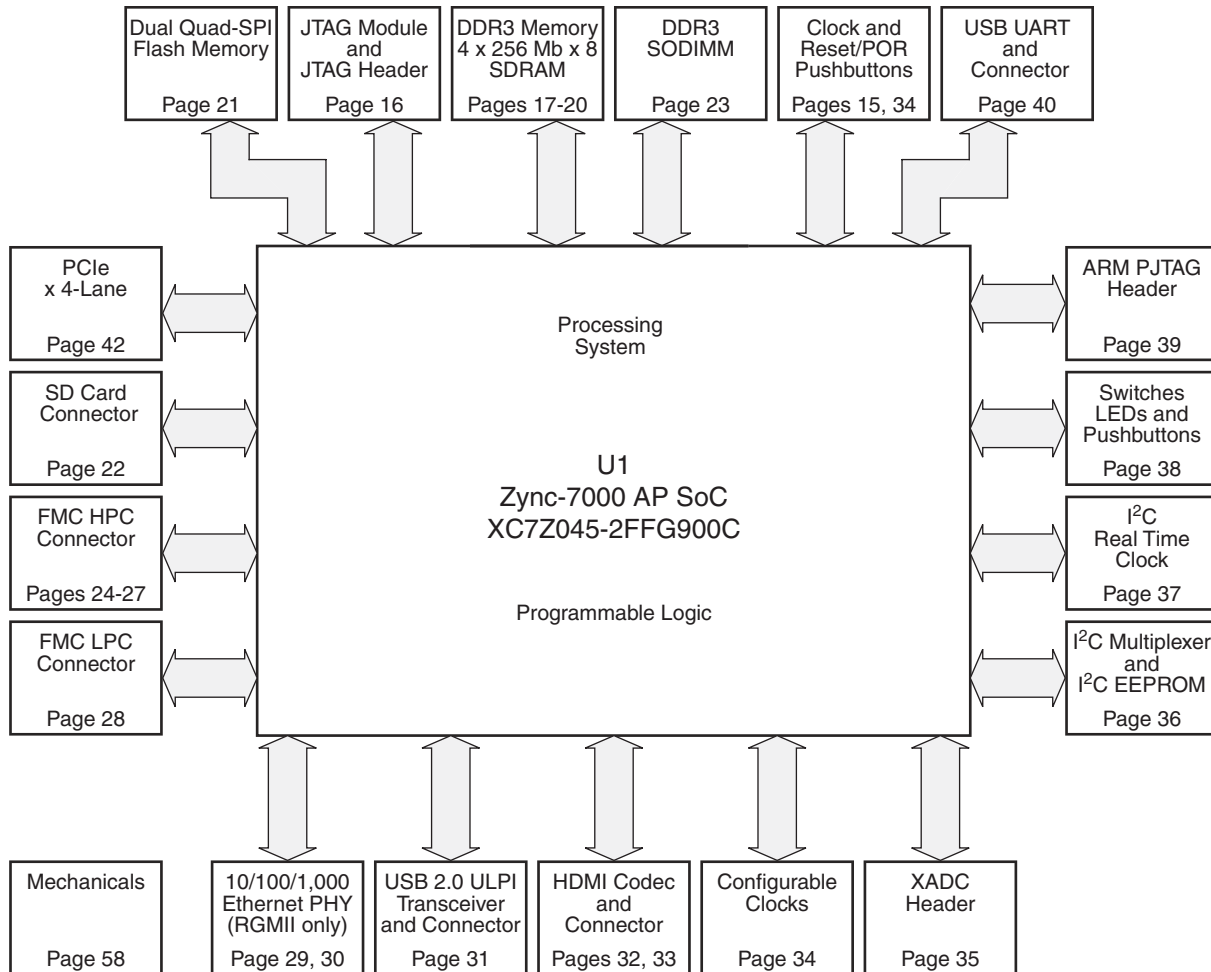 Dual Quad-SPI
Flash Memory
Page 21
JTAG Module
and
JTAG Header
Page 16
DDR3 Memory
4 x 256 Mb x 8
SDRAM
Pages 17-20
DDR3
SODIMM
Page 23
Clock and
Reset/POR
Pushbuttons
Pages 15, 34
USB UART
and
Connector
Page 40
PCIe
x 4-Lane
Page 42
SD Card
Connector
Page 22
FMC HPC
Connector
Pages 24-27
FMC LPC
Connector
Page 28
Processing
System
U1
Zync-7000 AP SoC
XC7Z045-2FFG900C
Programmable Logic
ARM PJTAG
Header
Page 39
Switches
LEDs and
Pushbuttons
Page 38
I²C
Real Time
Clock
Page 37
I²C Multiplexer
and
I²C EEPROM
Page 36
Mechanicals
Page 58
10/100/1,000
Ethernet PHY
(RGMII only)
Page 29, 30
USB 2.0 ULPI
Transceiver
and Connector
Page 31
HDMI Codec
and
Connector
Pages 32, 33
Configurable
Clocks
Page 34
XADC
Header
Page 35